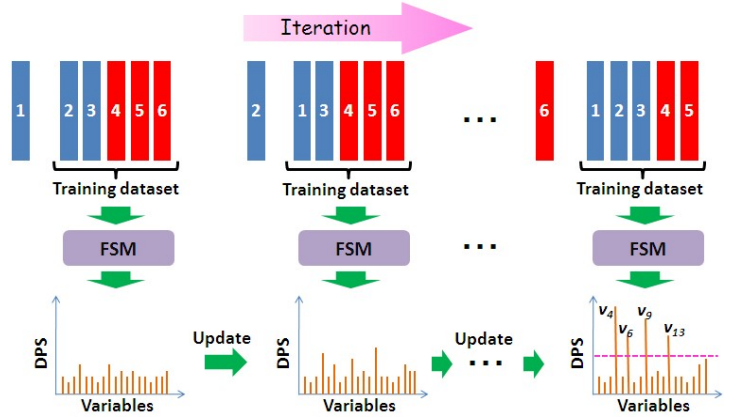 Iteration
1 2 3 4 5 6 2 1 3 4 5 6 ... 6 1 2 3 4 5
Training dataset Training dataset Training dataset
FSM FSM ... FSM
DPS Update DPS Update ... DPS v4 v6 v9 v13
Variables Variables Variables